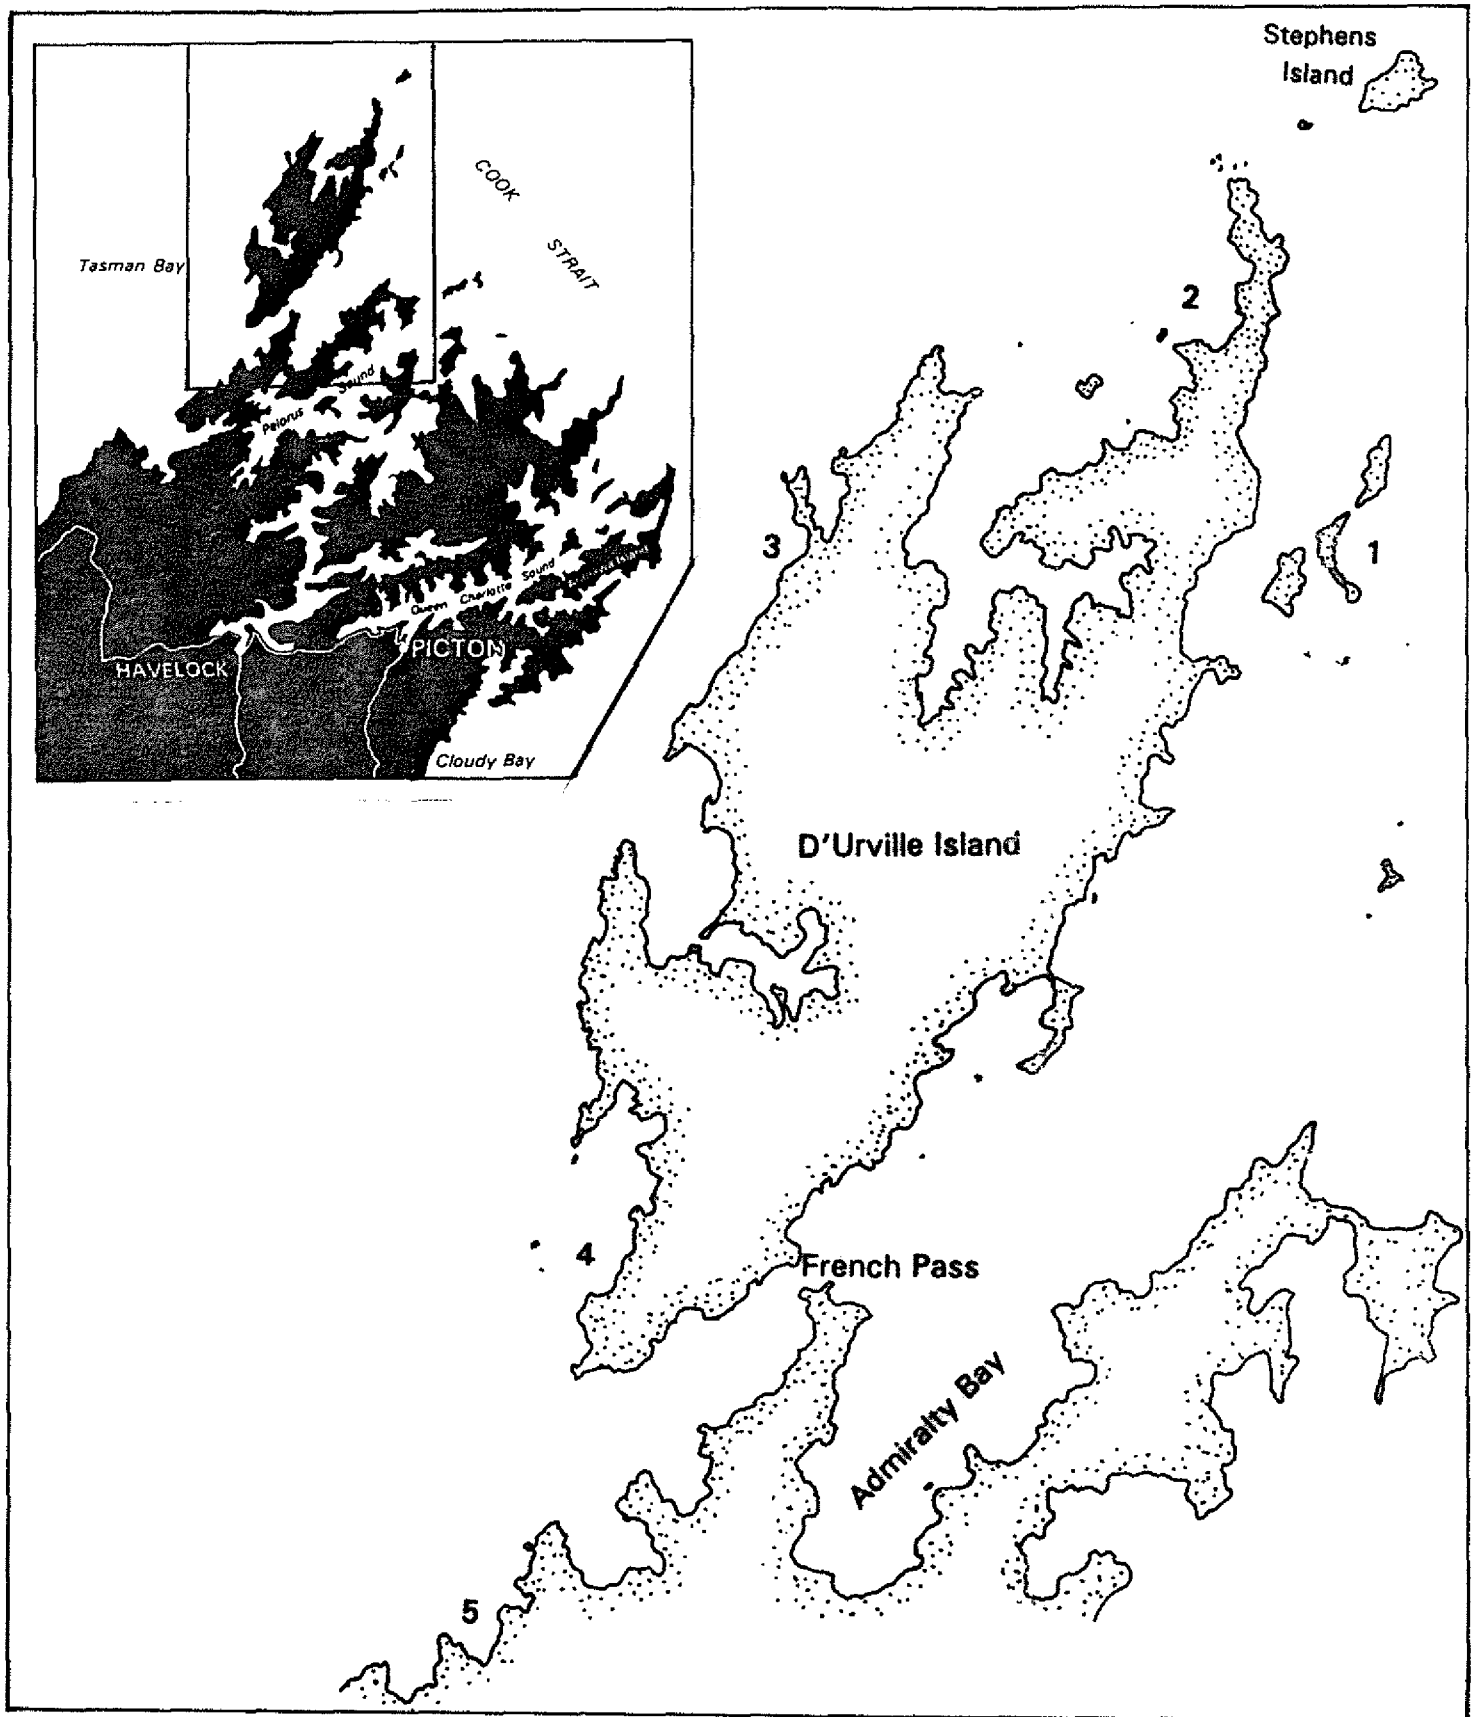 Stephens
Island
COOK
STRAIT
Tasman Bay
2
Pelorus Sound
3
1
Queen Charlotte Sound
PICTON
HAVELOCK
Cloudy Bay
D'Urville Island
4
French Pass
Admiralty Bay
5